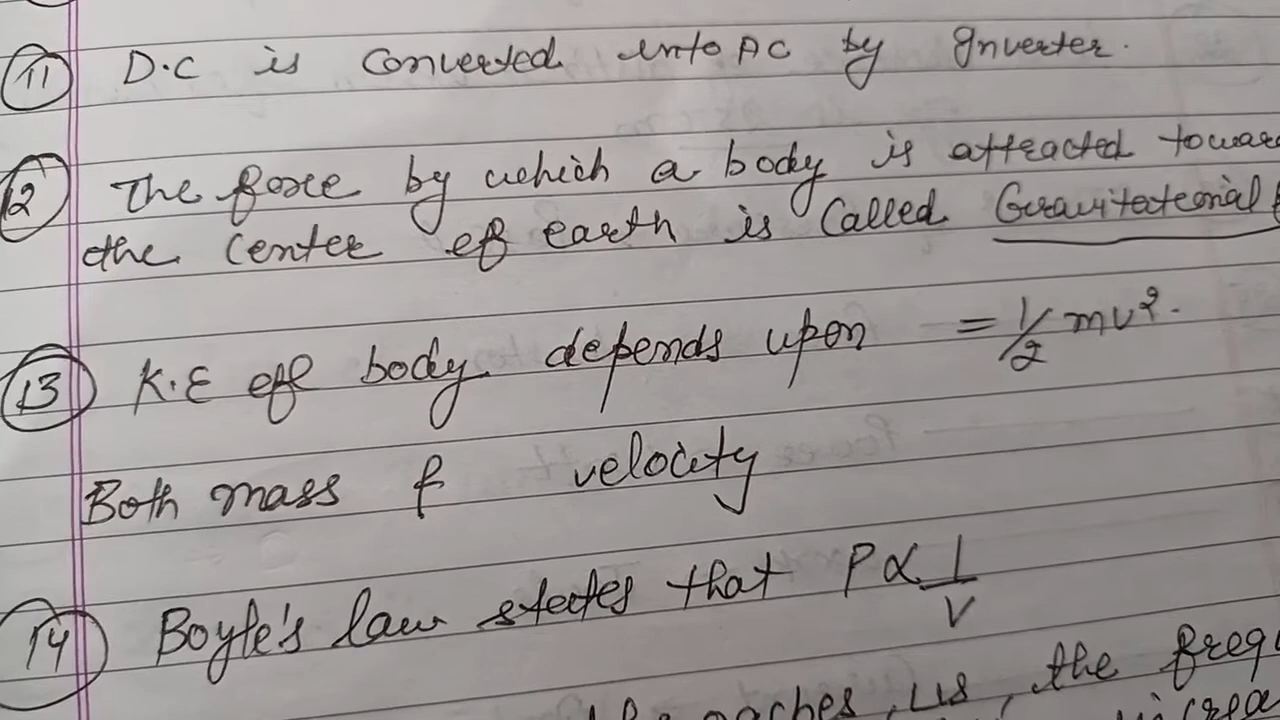 11 D.C is Converted into AC by Inverter.
12 The force by which a body is attracted towar
the Center of earth is Called Gravitational
13 K.E of body depends upon = 1/2 mv².
Both mass & velocity
14 Boyle's law states that P ∝ 1/V
us, the frequ